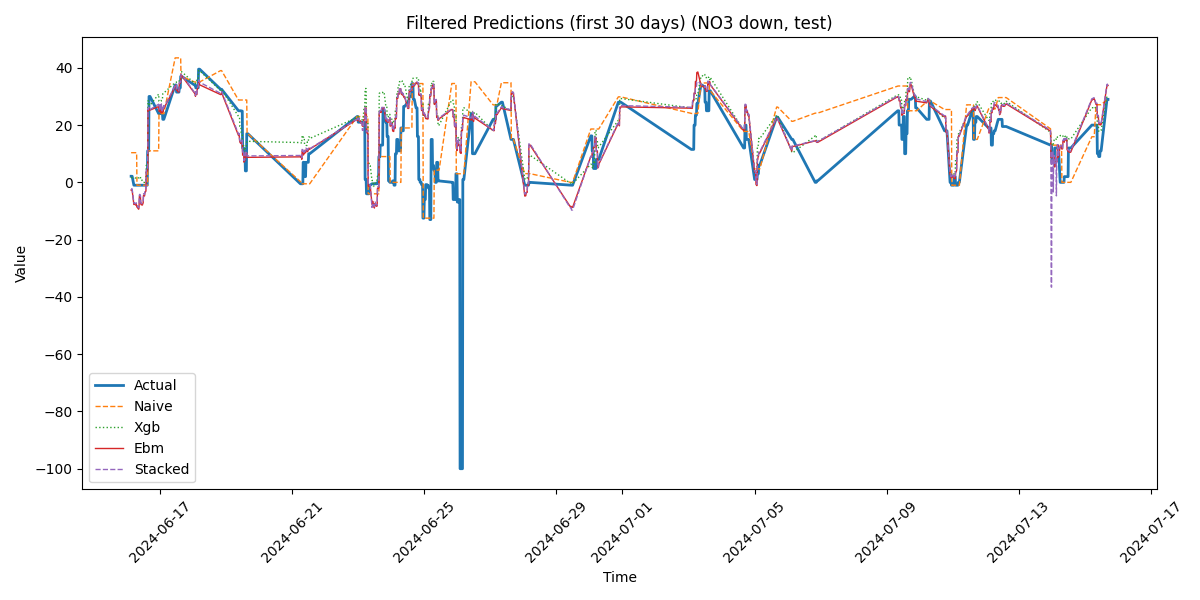 Filtered Predictions (first 30 days) (NO3 down, test)
Value
40
20
0
−20
−40
−60
−80
−100
Actual
Naive
Xgb
Ebm
Stacked
2024-06-17
2024-06-21
2024-06-25
2024-06-29
2024-07-01
2024-07-05
2024-07-09
2024-07-13
2024-07-17
Time